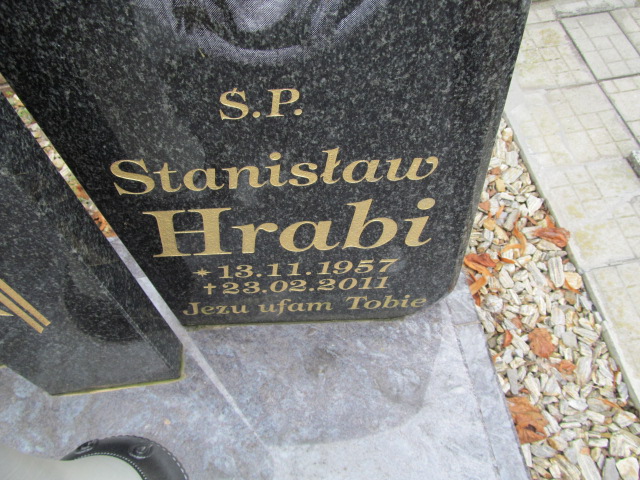 Ś.P.
Stanisław
Hrabi
* 13.11.1957
† 23.02.2011
Jezu ufam Tobie